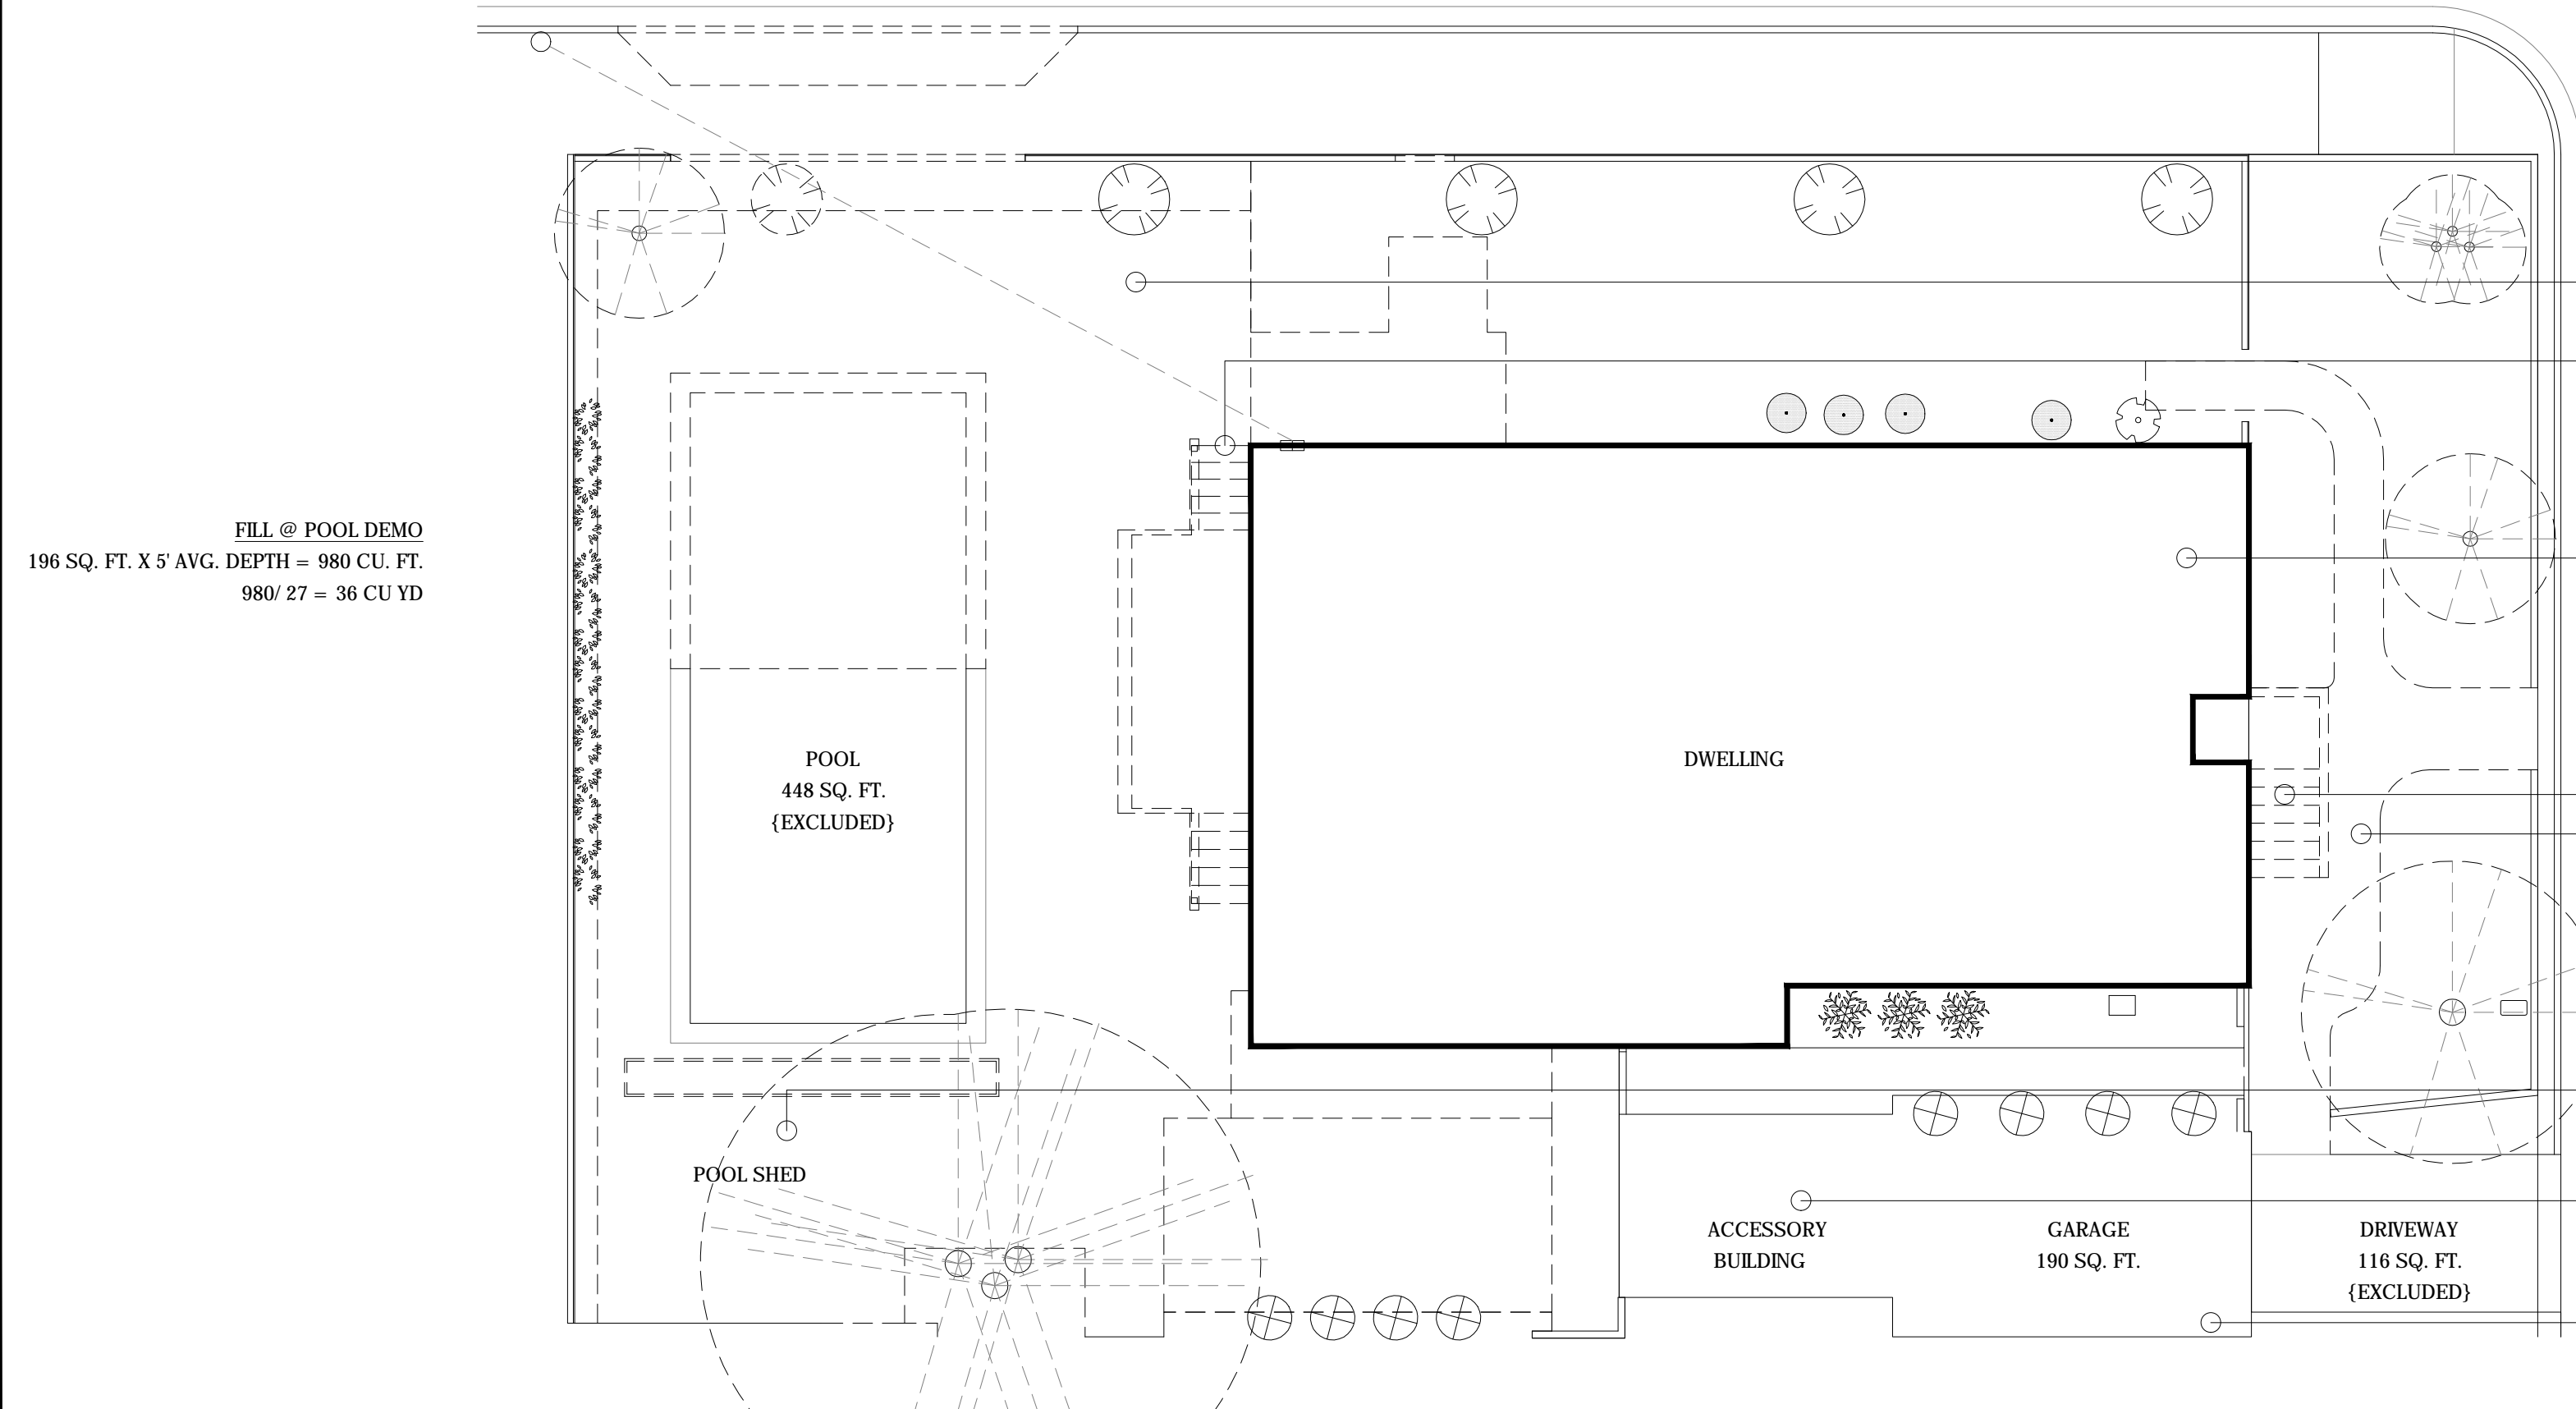 FILL @ POOL DEMO
196 SQ. FT. X 5' AVG. DEPTH = 980 CU. FT.
980/ 27 = 36 CU YD
POOL
448 SQ. FT.
{EXCLUDED}
DWELLING
POOL SHED
ACCESSORY
BUILDING
GARAGE
190 SQ. FT.
DRIVEWAY
116 SQ. FT.
{EXCLUDED}